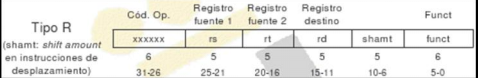 Cód. Op. Registro fuente 1 Registro fuente 2 Registro destino Funct
Tipo R
xxxxxx rs rt rd shamt funct
(shamt: shift amount
en instrucciones de
desplazamiento)
6 5 5 5 5 6
31-26 25-21 20-16 15-11 10-6 5-0